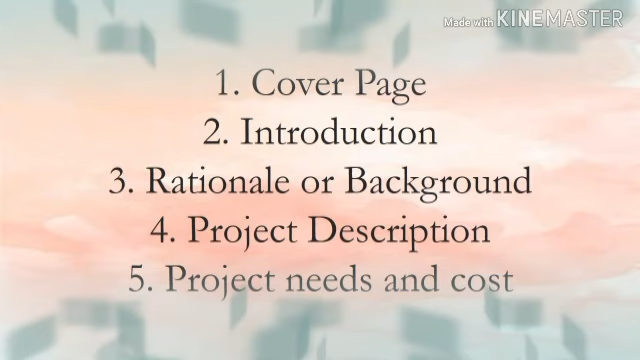 Made with KINEMASTER
1. Cover Page
2. Introduction
3. Rationale or Background
4. Project Description
5. Project needs and cost